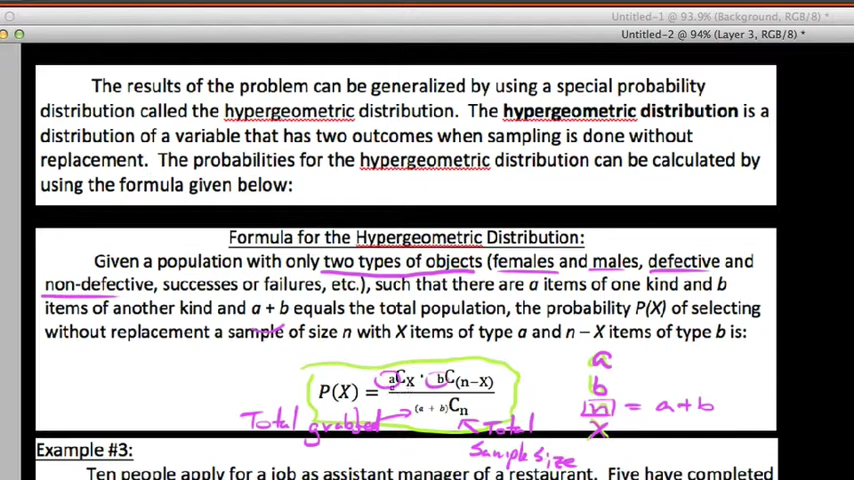 Untitled-1 @ 93.9% (Background, RGB/8) *
Untitled-2 @ 94% (Layer 3, RGB/8) *
The results of the problem can be generalized by using a special probability
distribution called the hypergeometric distribution. The hypergeometric distribution is a
distribution of a variable that has two outcomes when sampling is done without
replacement. The probabilities for the hypergeometric distribution can be calculated by
using the formula given below:
Formula for the Hypergeometric Distribution:
Given a population with only two types of objects (females and males, defective and
non-defective, successes or failures, etc.), such that there are a items of one kind and b
items of another kind and a + b equals the total population, the probability P(X) of selecting
without replacement a sample of size n with X items of type a and n – X items of type b is:
P(X) = aCX · bC(n−X) / (a + b)Cn
a
b
n = a+b
X
Total grabbed
Total
Sample size
Example #3:
Ten people apply for a job as assistant manager of a restaurant. Five have completed